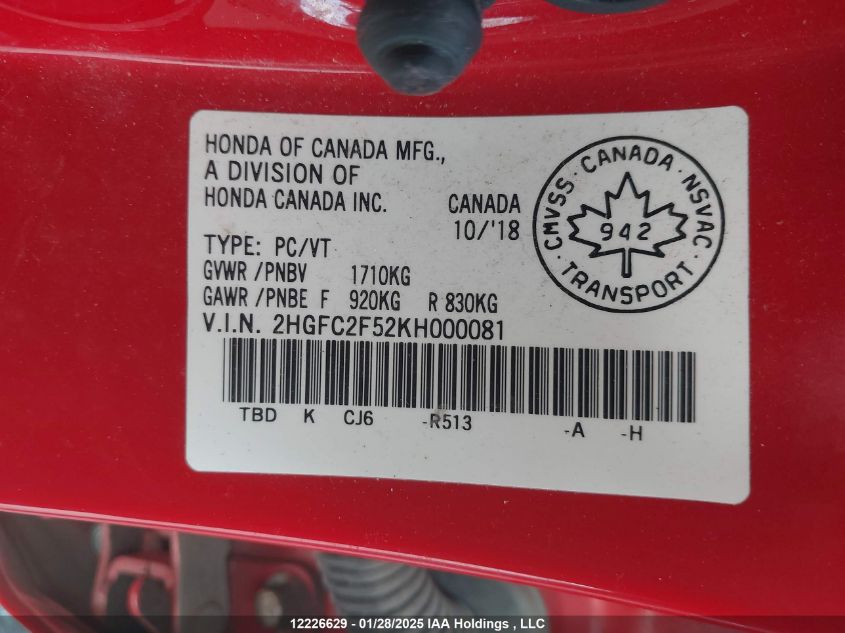 HONDA OF CANADA MFG.,
A DIVISION OF
HONDA CANADA INC.
CANADA
10/'18
TYPE: PC/VT
GVWR /PNBV 1710KG
GAWR /PNBE F 920KG R 830KG
V.I.N. 2HGFC2F52KH000081
TBD K CJ6 -R513 -A -H
CMVSS · CANADA · NSVAC
942
· TRANSPORT ·
12226629 - 01/28/2025 IAA Holdings , LLC